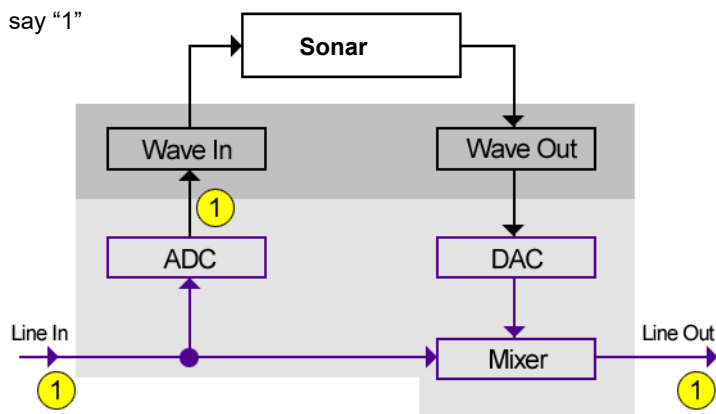 say “1”
Sonar
Wave In
Wave Out
1
ADC
DAC
Line In
Line Out
Mixer
1
1